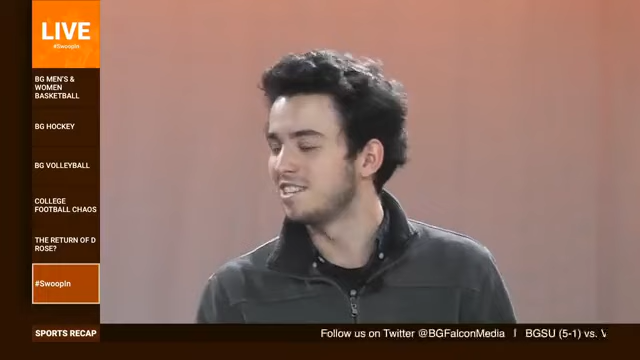 LIVE
#SwoopIn
BG MEN'S &
WOMEN
BASKETBALL
BG HOCKEY
BG VOLLEYBALL
COLLEGE
FOOTBALL CHAOS
THE RETURN OF D
ROSE?
#SwoopIn
SPORTS RECAP
Follow us on Twitter @BGFalconMedia | BGSU (5-1) vs.